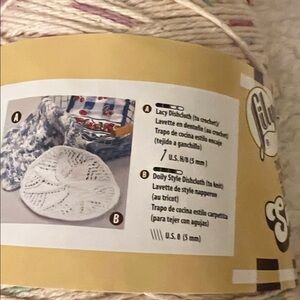 A
B
A Lacy Dishcloth (to crochet)/
Lavette en dentelle (au crochet)
Trapo de cocina estilo encaje
(tejido a ganchillo)
U.S. H/8 (5 mm)
B Doily Style Dishcloth (to knit)
Lavette de style napperon
(au tricot)
Trapo de cocina estilo carpetita
(para tejer con agujas)
U.S. 8 (5 mm)